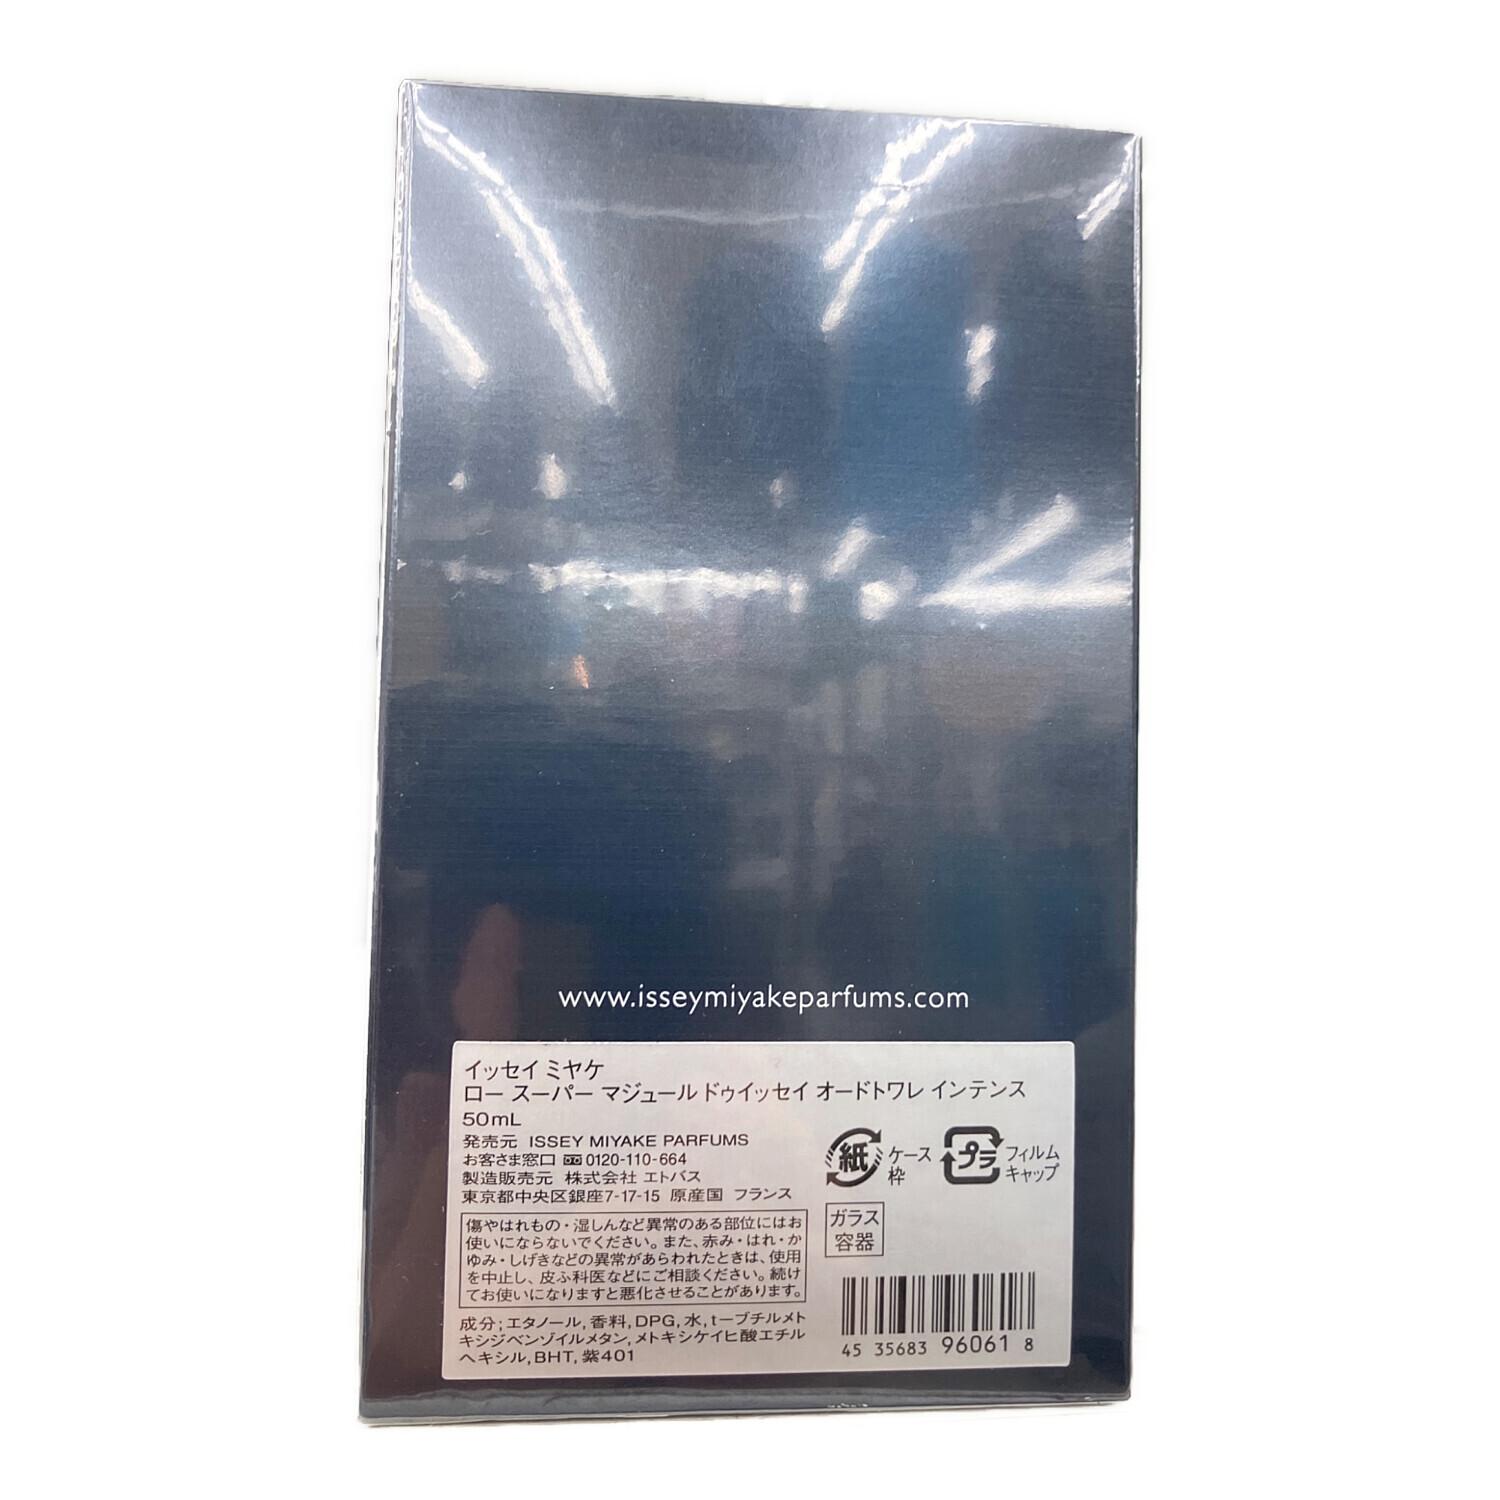 www.isseymiyakeparfums.com
イッセイ ミヤケ
ロー スーパー マジュール ドゥイッセイ オードトワレ インテンス
50mL
発売元 ISSEY MIYAKE PARFUMS
お客さま窓口 0120-110-664
製造販売元 株式会社 エトバス
東京都中央区銀座7-17-15 原産国 フランス
紙 ケース
枠
プラ フィルム
キャップ
ガラス
容器
傷やはれもの・湿しんなど異常のある部位にはお
使いにならないでください。また、赤み・はれ・か
ゆみ・しげきなどの異常があらわれたときは、使用
を中止し、皮ふ科医などにご相談ください。続け
てお使いになりますと悪化させることがあります。
成分;エタノール,香料,DPG,水,t-ブチルメト
キシジベンゾイルメタン,メトキシケイヒ酸エチル
ヘキシル,BHT,紫401
45 35683 96061 8